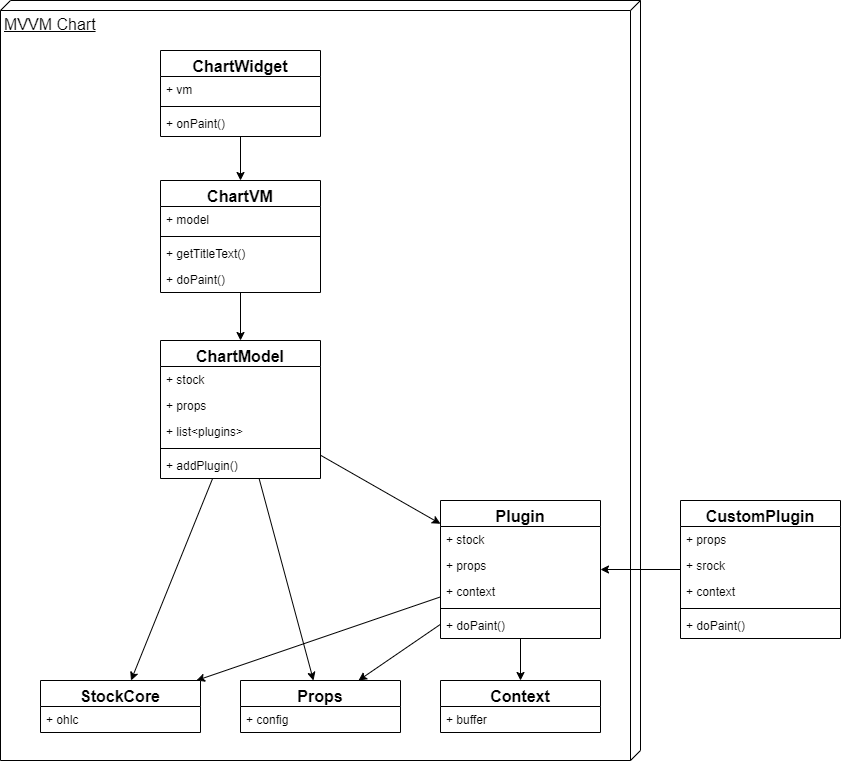 MVVM Chart
ChartWidget
+ vm
+ onPaint()
ChartVM
+ model
+ getTitleText()
+ doPaint()
ChartModel
+ stock
+ props
+ list<plugins>
+ addPlugin()
Plugin
+ stock
+ props
+ context
+ doPaint()
CustomPlugin
+ props
+ srock
+ context
+ doPaint()
StockCore
+ ohlc
Props
+ config
Context
+ buffer